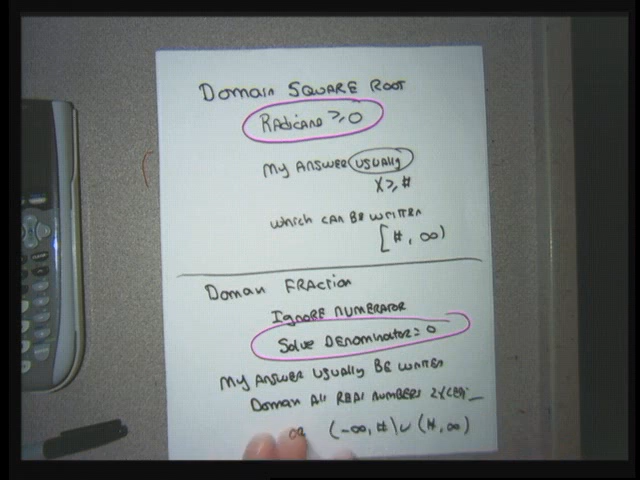 Domain SQUARE ROOT
RAdicand ≥ 0
My ANSWER usually
X ≥ #
which CAN BE WRITTEN
[#, ∞)
Domain FRAction
IgnoRE NUMERATOR
Solve DENOMINATOR = 0
My ANSWER USUALLY BE WRITTEN
Domain All REAl NUMBERS EXCEPT _
OR (-∞, #) ∪ (#, ∞)